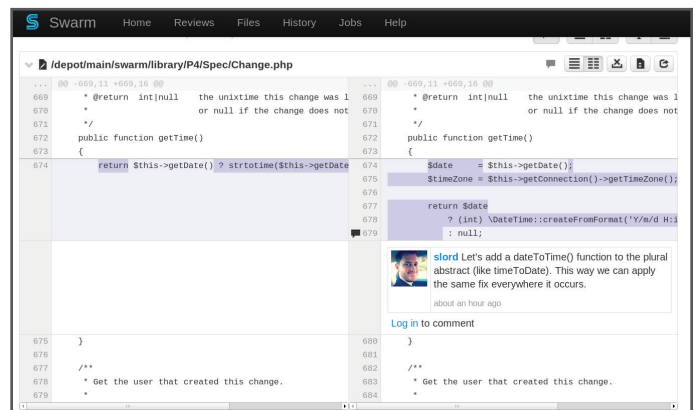 Swarm Home Reviews Files History Jobs Help
/depot/main/swarm/library/P4/Spec/Change.php
... @@ -669,11 +669,16 @@ ... @@ -669,11 +669,16 @@
669 * @return int|null the unixtime this change was l 669 * @return int|null the unixtime this change was l
670 * or null if the change does not 670 * or null if the change does not
671 */ 671 */
672 public function getTime() 672 public function getTime()
673 { 673 {
674 return $this->getDate() ? strtotime($this->getDate 674 $date = $this->getDate();
675 $timeZone = $this->getConnection()->getTimeZone();
676
677 return $date
678 ? (int) \DateTime::createFromFormat('Y/m/d H:i
679 : null;
slord Let's add a dateToTime() function to the plural
abstract (like timeToDate). This way we can apply
the same fix everywhere it occurs.
about an hour ago
Log in to comment
675 } 680 }
676 681
677 /** 682 /**
678 * Get the user that created this change. 683 * Get the user that created this change.
679 * 684 *